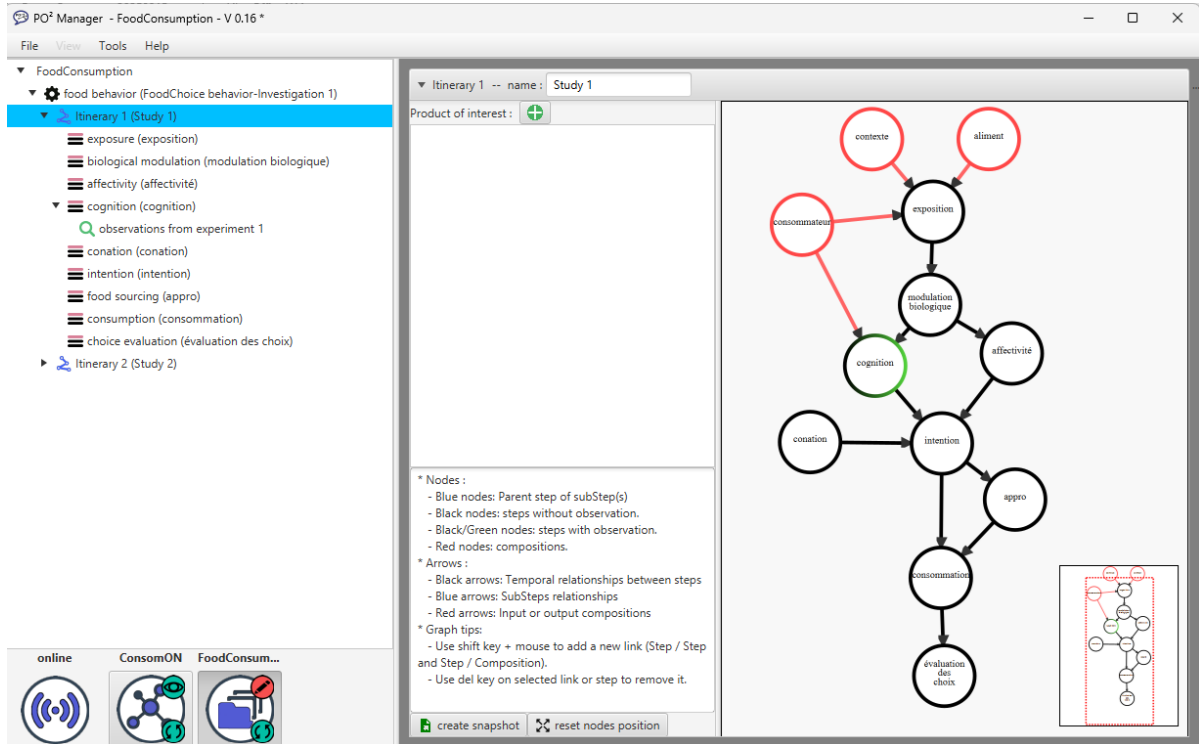 PO² Manager - FoodConsumption - V 0.16 *
File View Tools Help
FoodConsumption
food behavior (FoodChoice behavior-Investigation 1)
Itinerary 1 (Study 1)
exposure (exposition)
biological modulation (modulation biologique)
affectivity (affectivité)
cognition (cognition)
observations from experiment 1
conation (conation)
intention (intention)
food sourcing (appro)
consumption (consommation)
choice evaluation (évaluation des choix)
Itinerary 2 (Study 2)
online ConsomON FoodConsum...
Itinerary 1 -- name : Study 1
...
Product of interest :
* Nodes :
- Blue nodes: Parent step of subStep(s)
- Black nodes: steps without observation.
- Black/Green nodes: steps with observation.
- Red nodes: compositions.
* Arrows :
- Black arrows: Temporal relationships between steps
- Blue arrows: SubSteps relationships
- Red arrows: Input or output compositions
* Graph tips:
- Use shift key + mouse to add a new link (Step / Step
and Step / Composition).
- Use del key on selected link or step to remove it.
create snapshot reset nodes position
contexte aliment
exposition
consommateur
modulation
biologique
affectivité
cognition
conation intention
appro
consommation
évaluation
des
choix